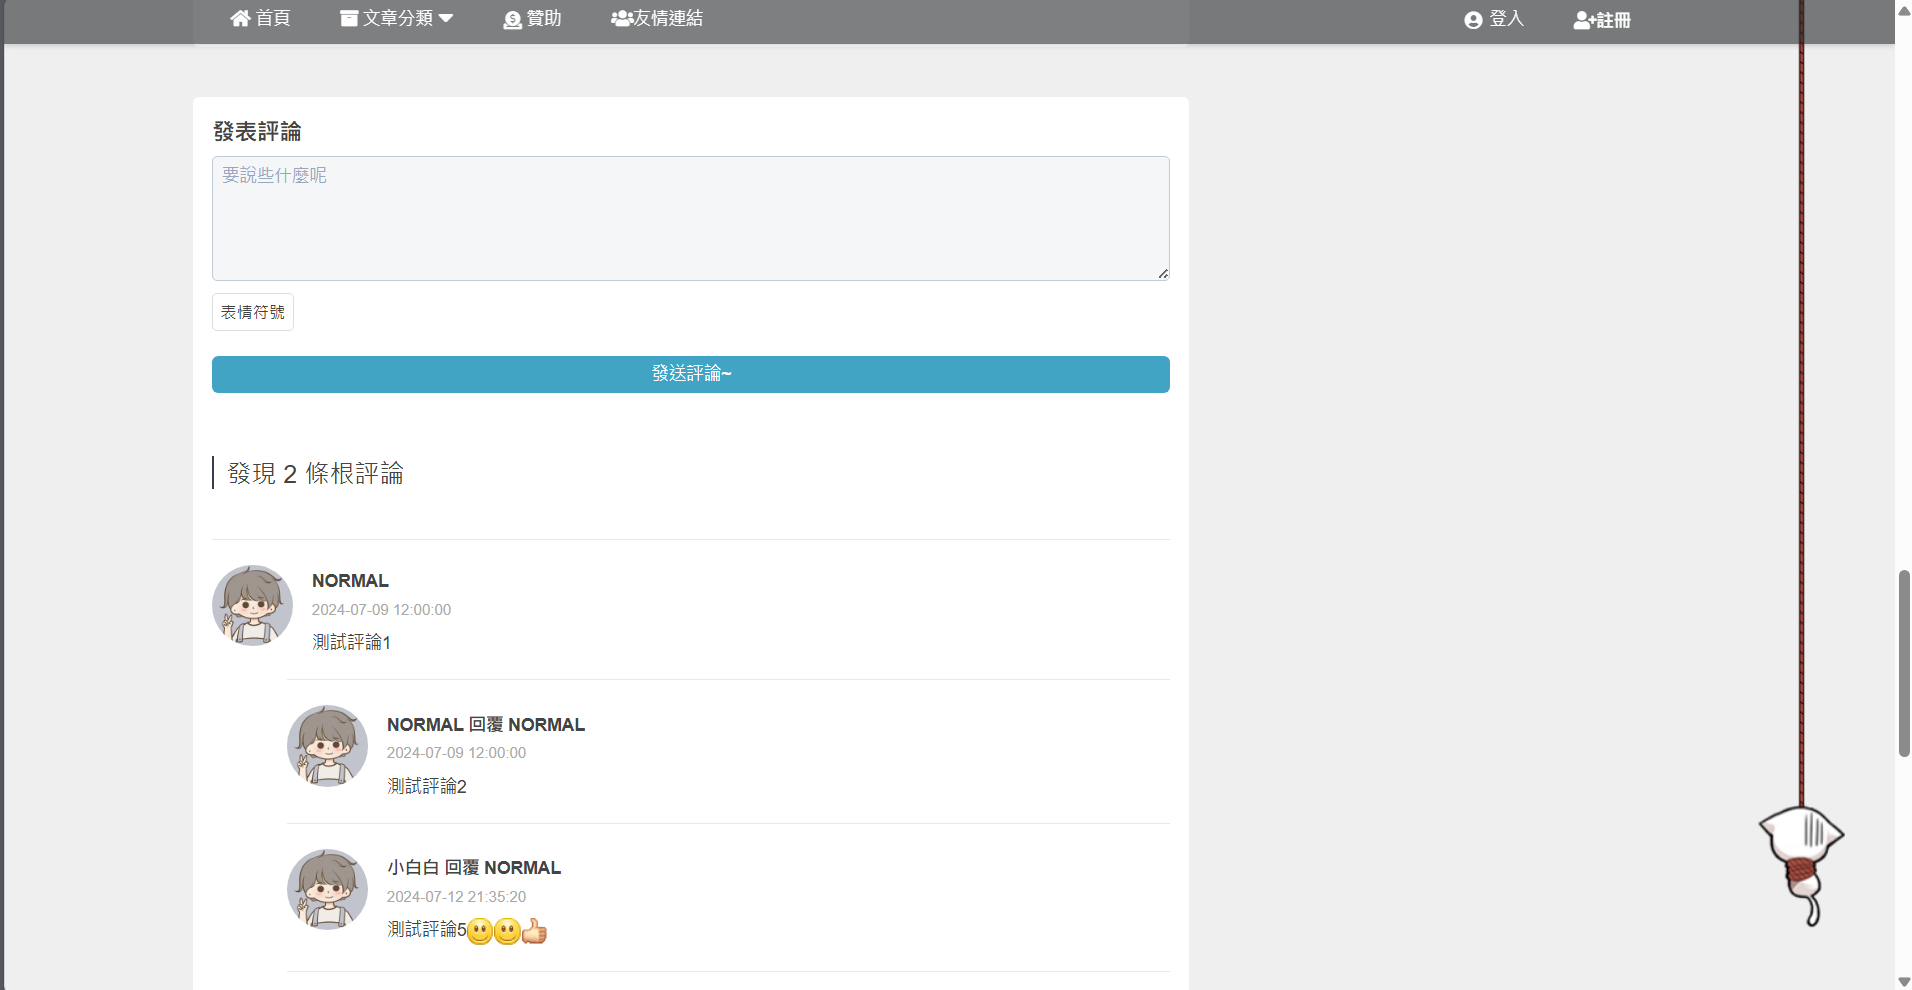 首頁 文章分類 贊助 友情連結 登入 註冊
發表評論
要說些什麼呢
表情符號
發送評論~
發現 2 條根評論
NORMAL
2024-07-09 12:00:00
測試評論1
NORMAL 回覆 NORMAL
2024-07-09 12:00:00
測試評論2
小白白 回覆 NORMAL
2024-07-12 21:35:20
測試評論5🙂🙂👍